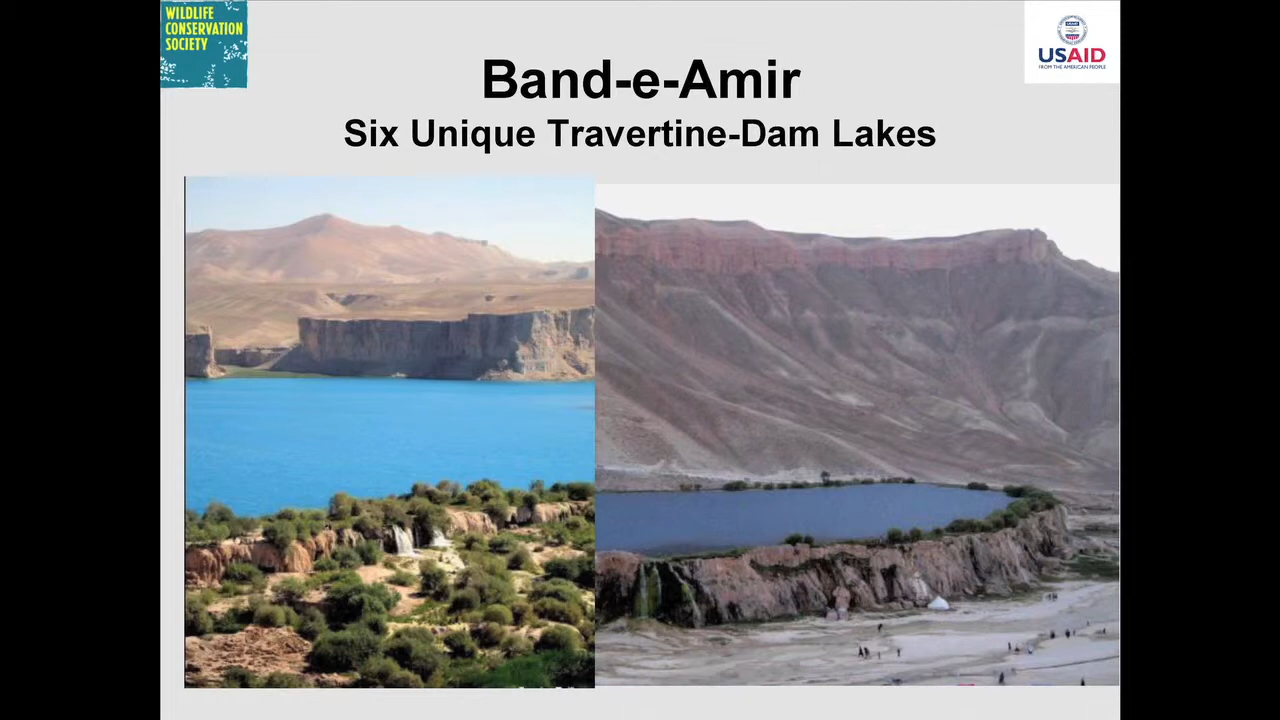 WILDLIFE
CONSERVATION
SOCIETY
USAID
FROM THE AMERICAN PEOPLE
Band-e-Amir
Six Unique Travertine-Dam Lakes